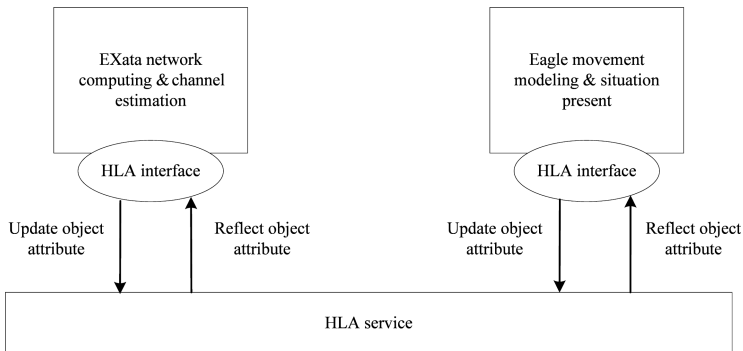 EXata network
computing & channel
estimation
Eagle movement
modeling & situation
present
HLA interface
HLA interface
Update object
attribute
Reflect object
attribute
Update object
attribute
Reflect object
attribute
HLA service